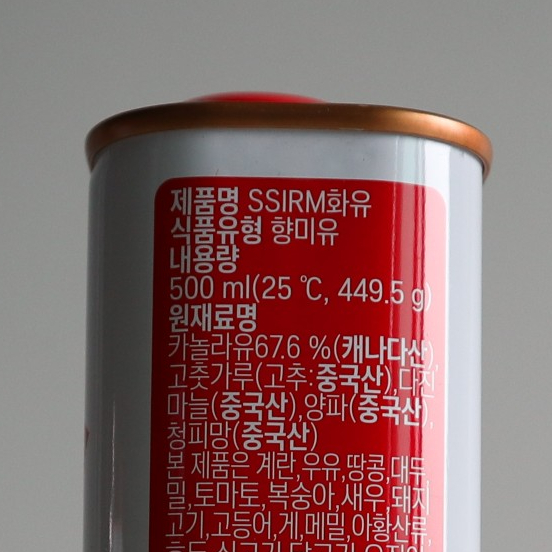 제품명 SSIRM화유
식품유형 향미유
내용량
500 ml(25 ℃, 449.5 g)
원재료명
카놀라유67.6 %(캐나다산),
고춧가루(고추:중국산),다진
마늘(중국산),양파(중국산),
청피망(중국산)
본 제품은 계란,우유,땅콩,대두,
밀,토마토,복숭아,새우,돼지
고기,고등어,게,메밀,아황산류,